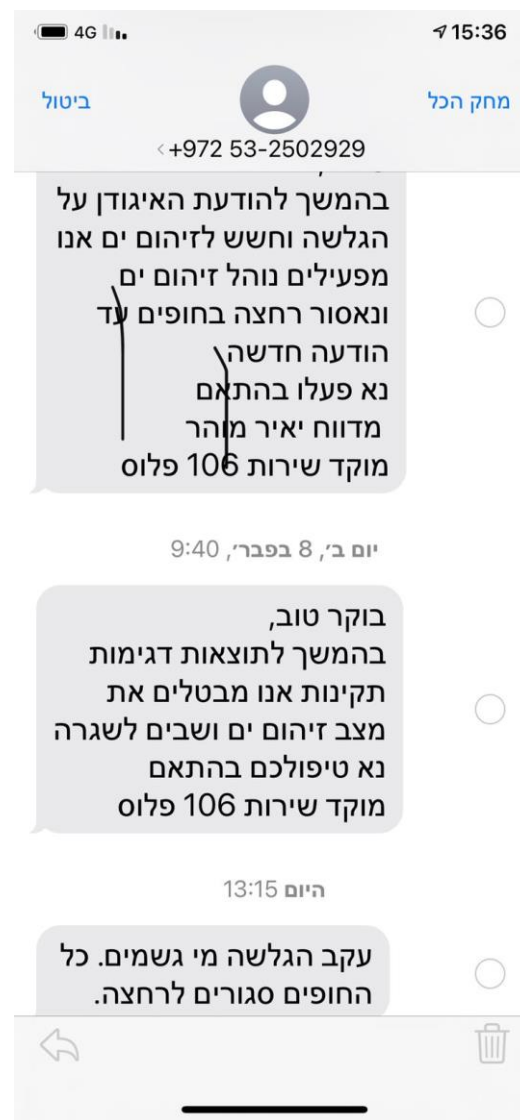 4G 15:36
מחק הכל
ביטול
+972 53-2502929
בהמשך להודעת האיגודן על
הגלשה וחשש לזיהום ים אנו
מפעילים נוהל זיהום ים
ונאסור רחצה בחופים עד
הודעה חדשה
נא פעלו בהתאם
מדווח יאיר מוהר
מוקד שירות 106 פלוס
יום ב׳, 8 בפבר׳, 9:40
בוקר טוב,
בהמשך לתוצאות דגימות
תקינות אנו מבטלים את
מצב זיהום ים ושבים לשגרה
נא טיפולכם בהתאם
מוקד שירות 106 פלוס
היום 13:15
עקב הגלשה מי גשמים. כל
החופים סגורים לרחצה.